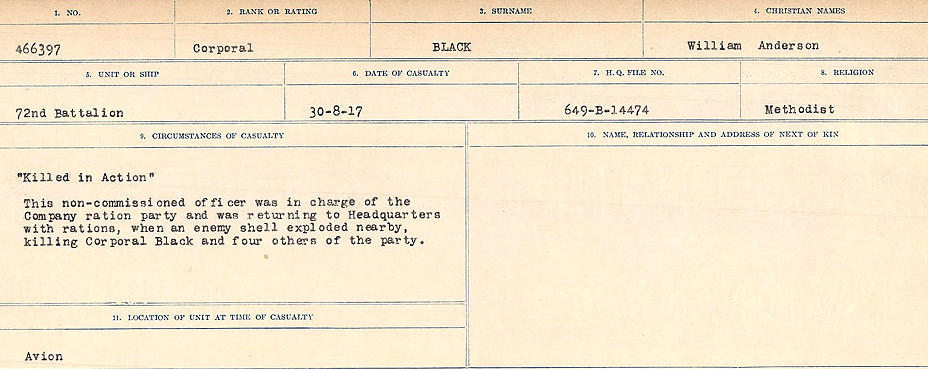 1. NO.
2. RANK OR RATING
3. SURNAME
4. CHRISTIAN NAMES
466397
Corporal
BLACK
William Anderson
5. UNIT OR SHIP
6. DATE OF CASUALTY
7. H.Q. FILE NO.
8. RELIGION
72nd Battalion
30-8-17
649-B-14474
Methodist
9. CIRCUMSTANCES OF CASUALTY
10. NAME, RELATIONSHIP AND ADDRESS OF NEXT OF KIN
"Killed in Action"
This non-commissioned officer was in charge of the
Company ration party and was returning to Headquarters
with rations, when an enemy shell exploded nearby,
killing Corporal Black and four others of the party.
11. LOCATION OF UNIT AT TIME OF CASUALTY
Avion